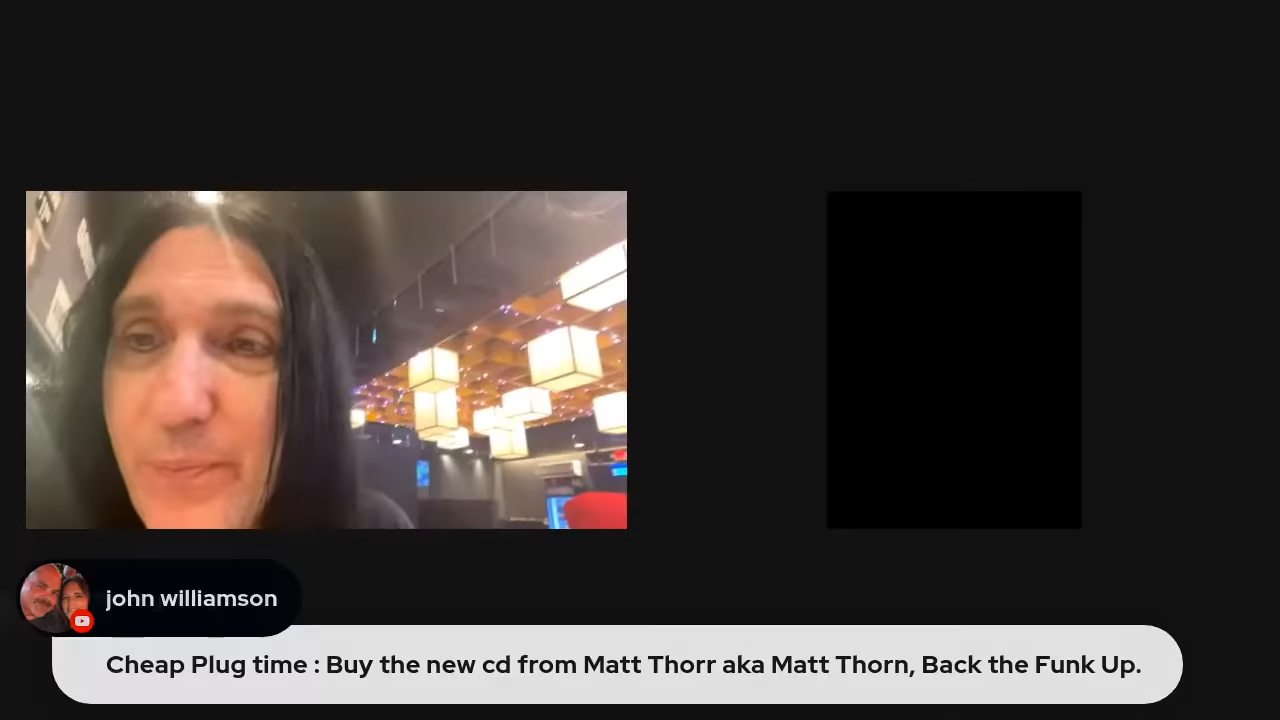 john williamson
Cheap Plug time : Buy the new cd from Matt Thorr aka Matt Thorn, Back the Funk Up.